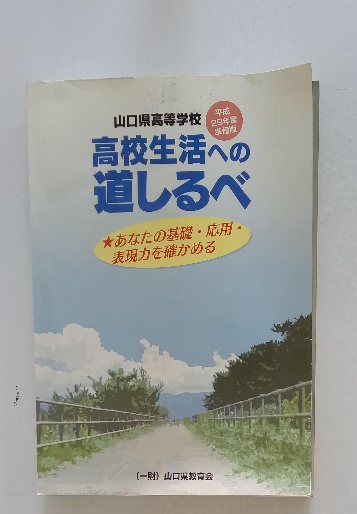 山口県高等学校
平成
29年度
準備版
高校生活への
道しるべ
★あなたの基礎・応用・
表現力を確かめる
(一財) 山口県教育会